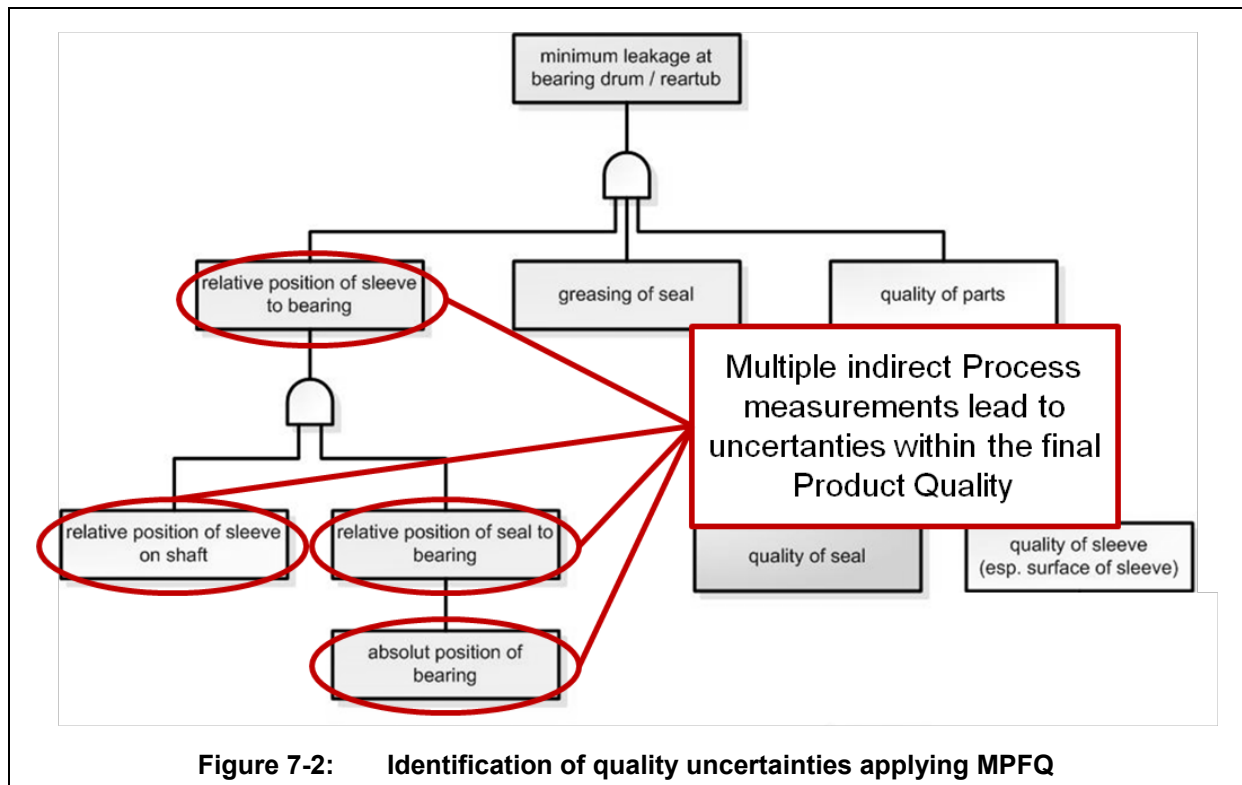 minimum leakage at
bearing drum / reartub
relative position of sleeve
to bearing
greasing of seal
quality of parts
Multiple indirect Process
measurements lead to
uncertanties within the final
Product Quality
relative position of sleeve
on shaft
relative position of seal to
bearing
quality of seal
quality of sleeve
(esp. surface of sleeve)
absolut position of
bearing
Figure 7-2: Identification of quality uncertainties applying MPFQ